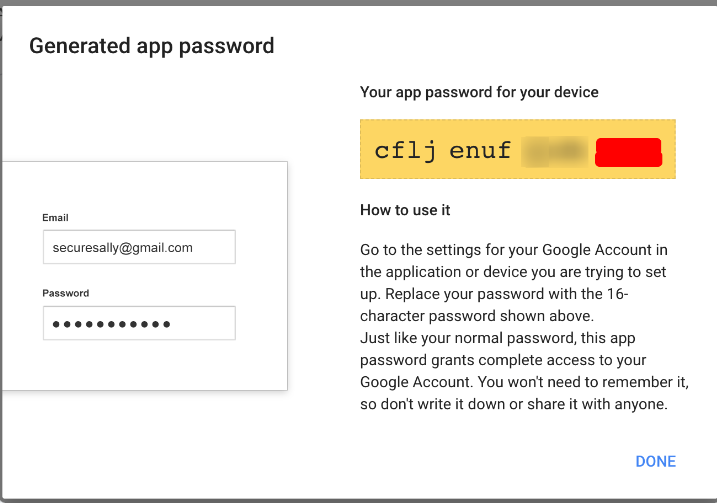 Generated app password
Your app password for your device
cflj enuf
Email
securesally@gmail.com
Password
How to use it
Go to the settings for your Google Account in
the application or device you are trying to set
up. Replace your password with the 16-
character password shown above.
Just like your normal password, this app
password grants complete access to your
Google Account. You won't need to remember it,
so don't write it down or share it with anyone.
DONE